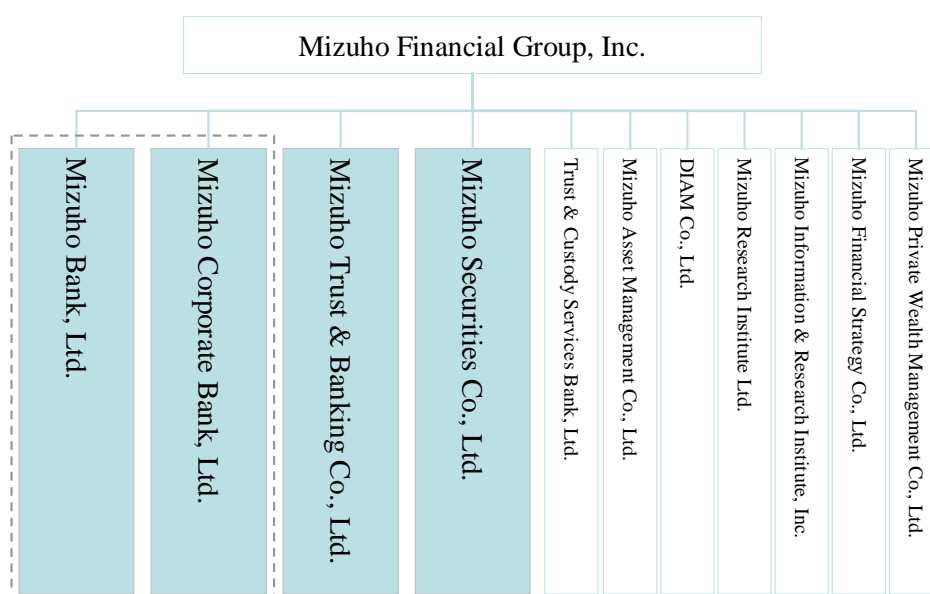 Mizuho Financial Group, Inc.
Mizuho Bank, Ltd.
Mizuho Corporate Bank, Ltd.
Mizuho Trust & Banking Co., Ltd.
Mizuho Securities Co., Ltd.
Trust & Custody Services Bank, Ltd.
Mizuho Asset Management Co., Ltd.
DIAM Co., Ltd.
Mizuho Research Institute Ltd.
Mizuho Information & Research Institute, Inc.
Mizuho Financial Strategy Co., Ltd.
Mizuho Private Wealth Management Co., Ltd.